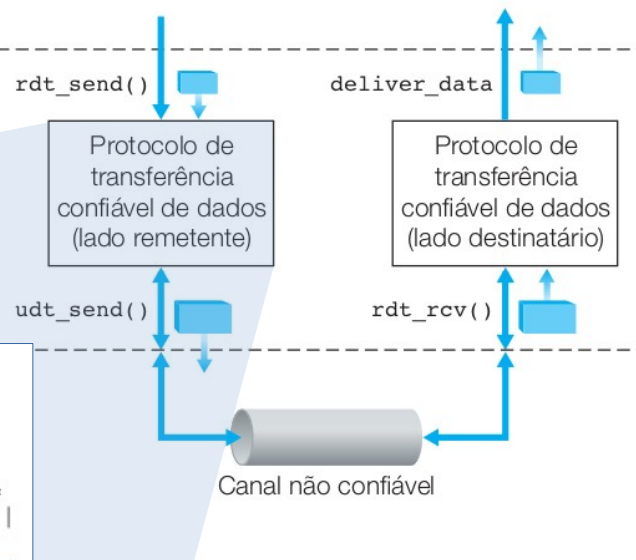 rdt_send()
deliver_data
Protocolo de
transferência
confiável de dados
(lado remetente)
Protocolo de
transferência
confiável de dados
(lado destinatário)
udt_send()
rdt_rcv()
Canal não confiável